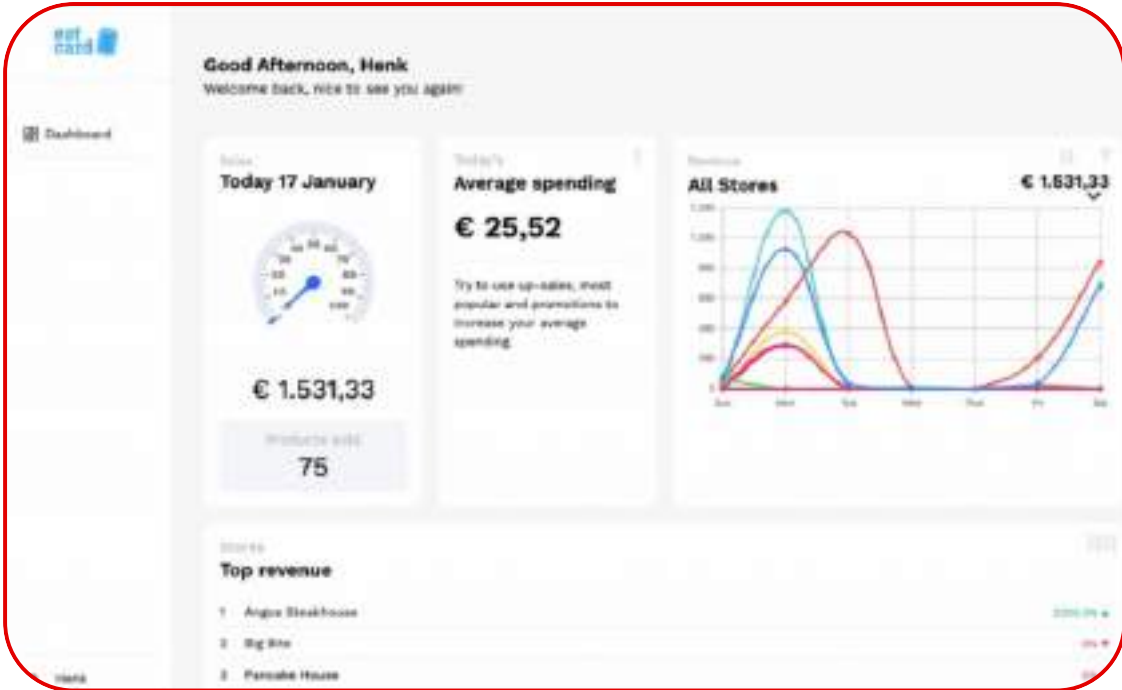 eat
card
Good Afternoon, Henk
Welcome back, nice to see you again!
Dashboard
Sales
Today 17 January
€ 1.531,33
Products sold
75
Today's
Average spending
€ 25,52
Try to use up-sales, most
popular and promotions to
increase your average
spending
Revenue
All Stores
€ 1.531,33
Sun Mon Tue Wed Thu Fri Sat
Stores
Top revenue
1 Angus Steakhouse
2 Big Bite
3 Pancake House
Henk